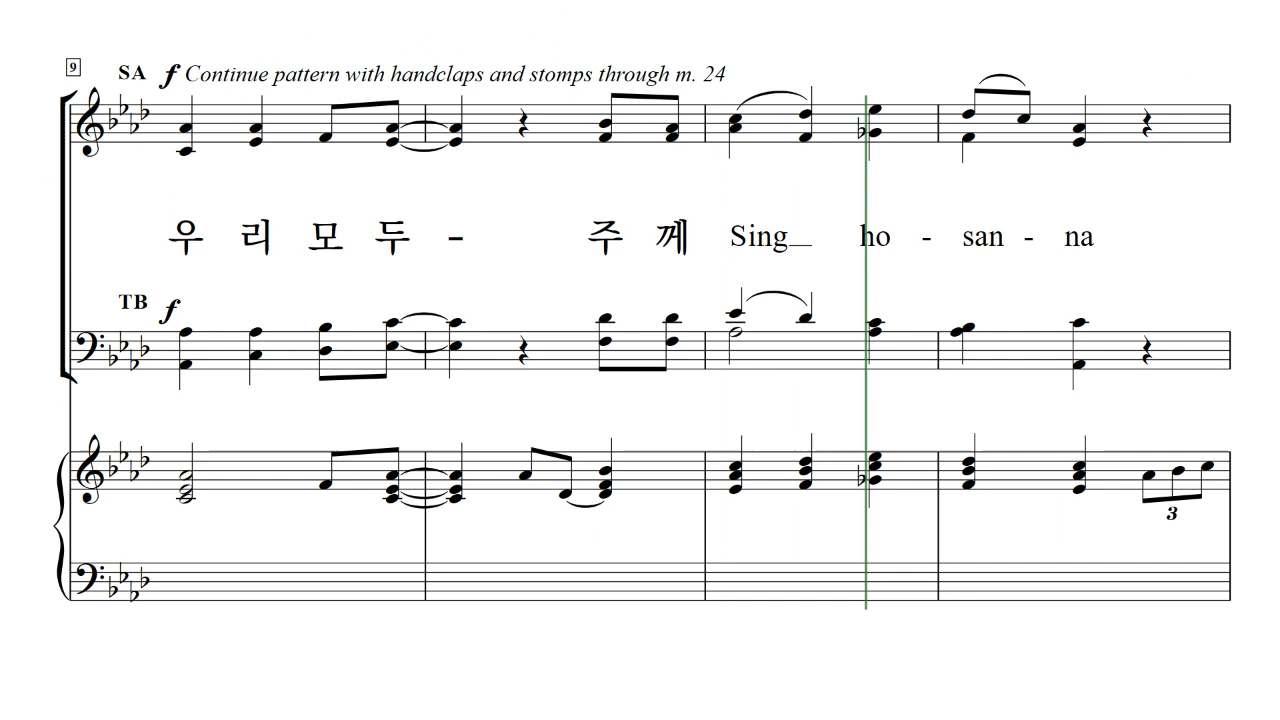 9
SA f Continue pattern with handclaps and stomps through m. 24
우 리 모 두 - 주 께 Sing_ ho - san - na
TB f
3